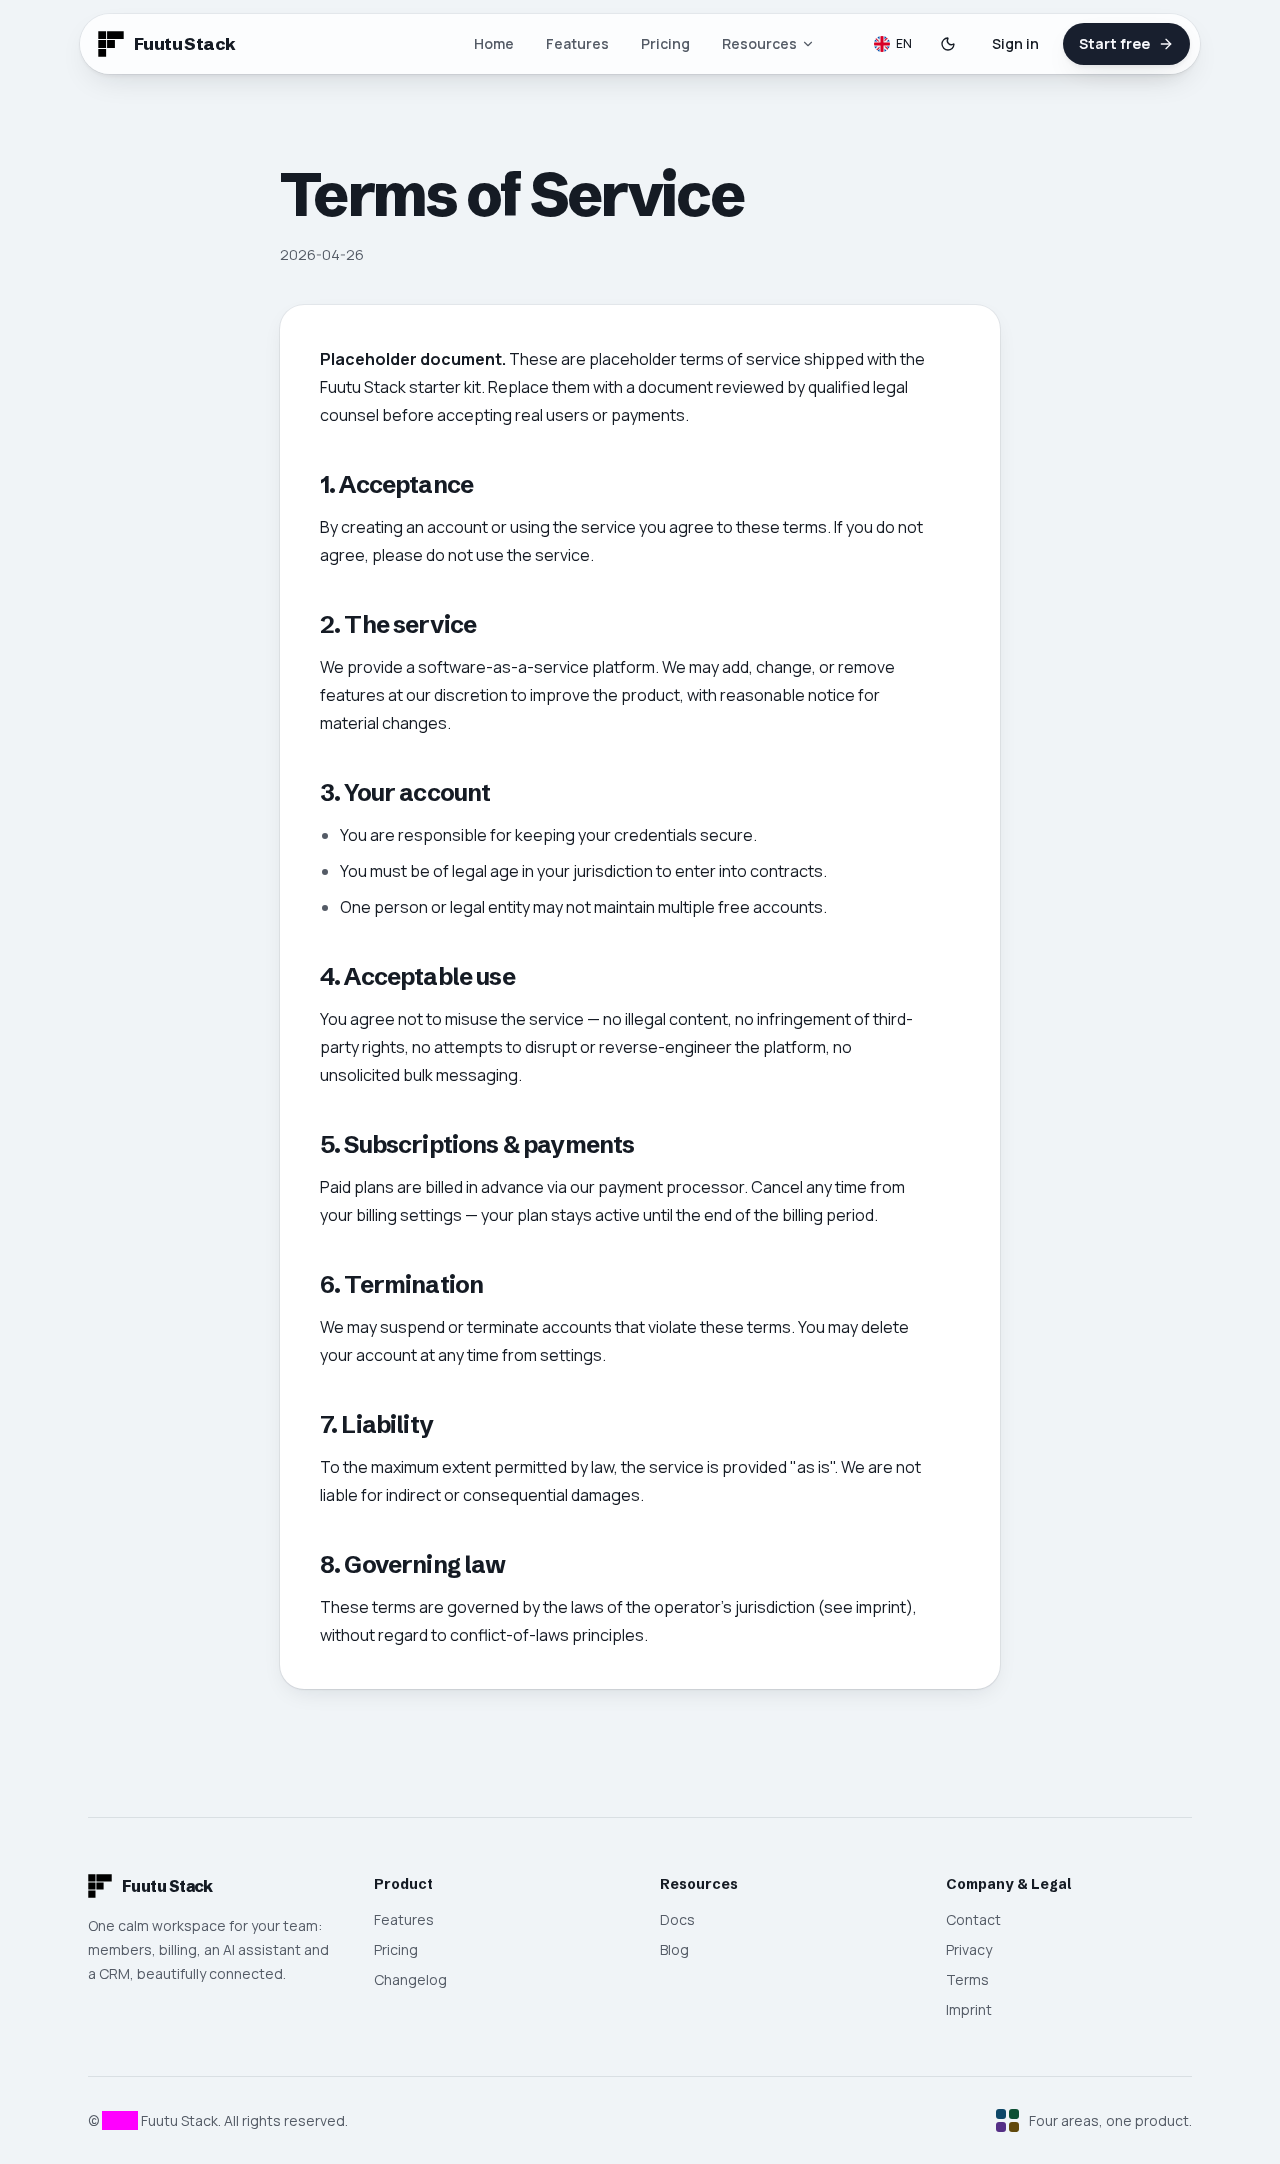 Fuutu Stack
Home
Features
Pricing
Resources
EN
Sign in
Start free
Terms of Service
2026-04-26
Placeholder document. These are placeholder terms of service shipped with the
Fuutu Stack starter kit. Replace them with a document reviewed by qualified legal
counsel before accepting real users or payments.
1. Acceptance
By creating an account or using the service you agree to these terms. If you do not
agree, please do not use the service.
2. The service
We provide a software-as-a-service platform. We may add, change, or remove
features at our discretion to improve the product, with reasonable notice for
material changes.
3. Your account
• You are responsible for keeping your credentials secure.
• You must be of legal age in your jurisdiction to enter into contracts.
• One person or legal entity may not maintain multiple free accounts.
4. Acceptable use
You agree not to misuse the service — no illegal content, no infringement of third-
party rights, no attempts to disrupt or reverse-engineer the platform, no
unsolicited bulk messaging.
5. Subscriptions & payments
Paid plans are billed in advance via our payment processor. Cancel any time from
your billing settings — your plan stays active until the end of the billing period.
6. Termination
We may suspend or terminate accounts that violate these terms. You may delete
your account at any time from settings.
7. Liability
To the maximum extent permitted by law, the service is provided "as is". We are not
liable for indirect or consequential damages.
8. Governing law
These terms are governed by the laws of the operator's jurisdiction (see imprint),
without regard to conflict-of-laws principles.
Fuutu Stack
One calm workspace for your team:
members, billing, an AI assistant and
a CRM, beautifully connected.
Product
Features
Pricing
Changelog
Resources
Docs
Blog
Company & Legal
Contact
Privacy
Terms
Imprint
© Fuutu Stack. All rights reserved.
Four areas, one product.